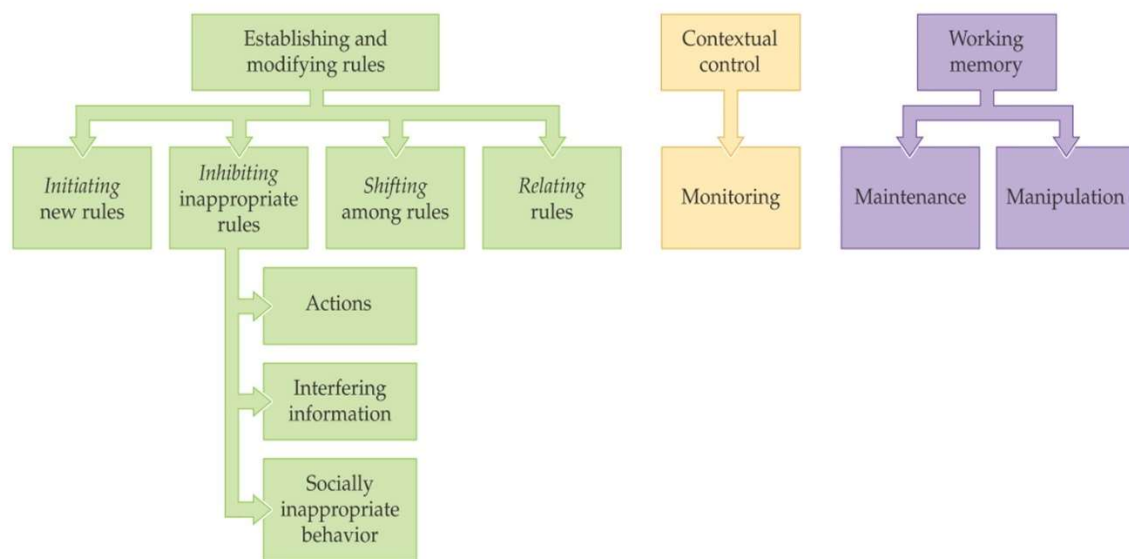 Establishing and
modifying rules
Contextual
control
Working
memory
Initiating
new rules
Inhibiting
inappropriate
rules
Shifting
among rules
Relating
rules
Monitoring
Maintenance
Manipulation
Actions
Interfering
information
Socially
inappropriate
behavior